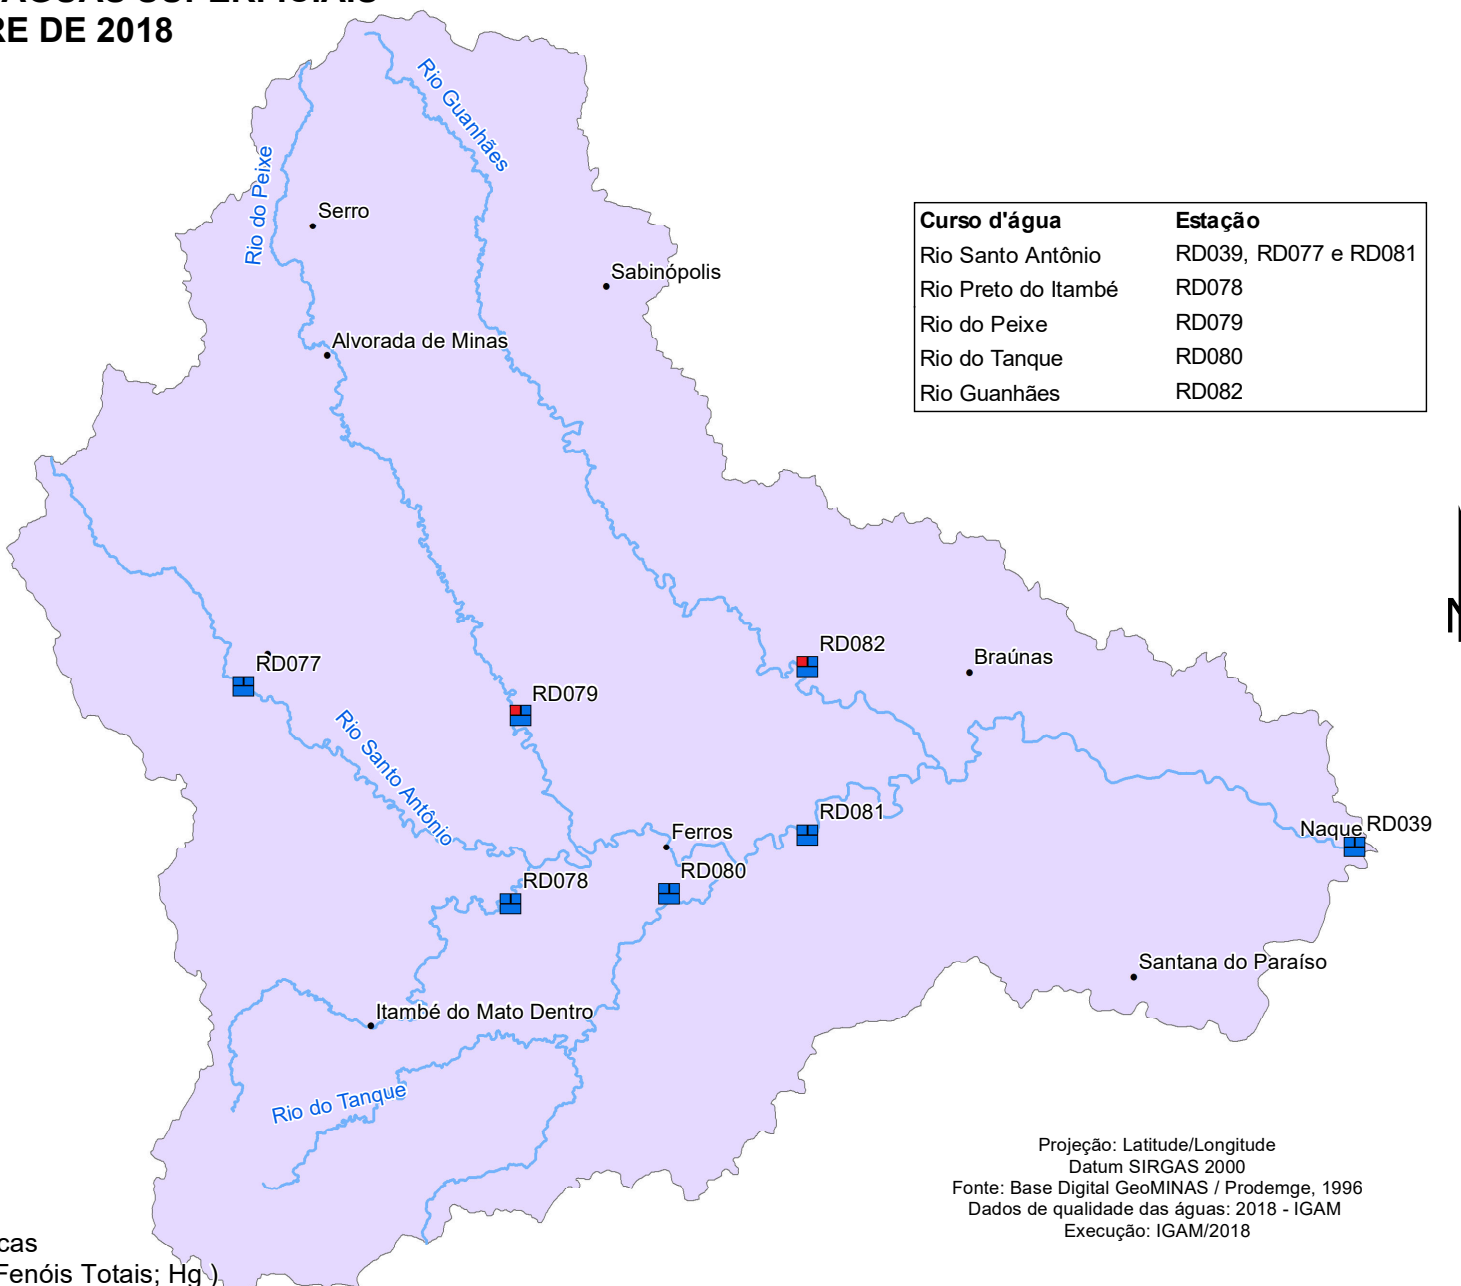 RE DE 2018
Rio Guanhães
Rio do Peixe
Serro
Sabinópolis
Alvorada de Minas
Curso d'água Estação
Rio Santo Antônio RD039, RD077 e RD081
Rio Preto do Itambé RD078
Rio do Peixe RD079
Rio do Tanque RD080
Rio Guanhães RD082
RD082
Braúnas
RD077
RD079
Rio Santo Antônio
RD081
Ferros
Naque RD039
RD080
RD078
Santana do Paraíso
Itambé do Mato Dentro
Rio do Tanque
Projeção: Latitude/Longitude
Datum SIRGAS 2000
Fonte: Base Digital GeoMINAS / Prodemge, 1996
Dados de qualidade das águas: 2018 - IGAM
Execução: IGAM/2018
cas
Fenóis Totais; Hg )